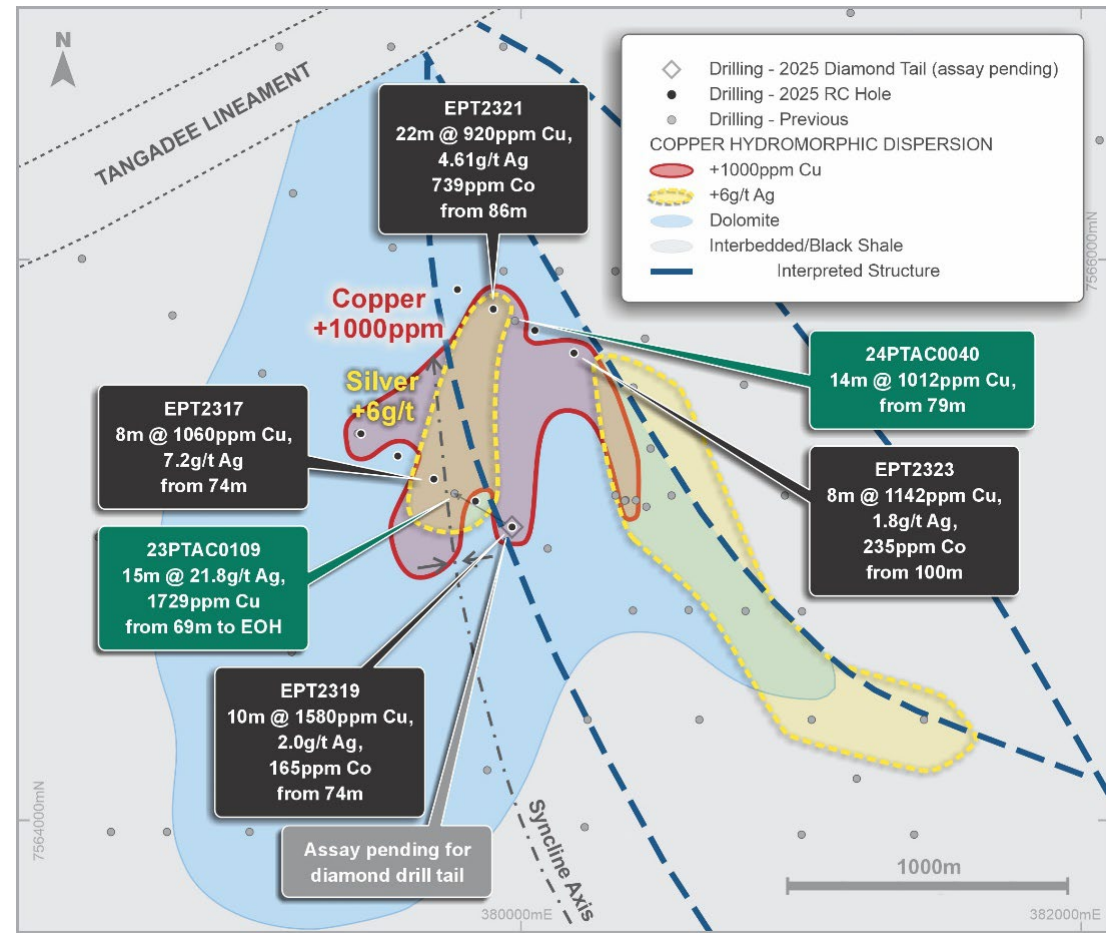 N
TANGADEE LINEAMENT
Drilling - 2025 Diamond Tail (assay pending)
Drilling - 2025 RC Hole
Drilling - Previous
COPPER HYDROMORPHIC DISPERSION
+1000ppm Cu
+6g/t Ag
Dolomite
Interbedded/Black Shale
Interpreted Structure
EPT2321
22m @ 920ppm Cu,
4.61g/t Ag
739ppm Co
from 86m
7566000mN
Copper
+1000ppm
Silver
+6g/t
24PTAC0040
14m @ 1012ppm Cu,
from 79m
EPT2317
8m @ 1060ppm Cu,
7.2g/t Ag
from 74m
EPT2323
8m @ 1142ppm Cu,
1.8g/t Ag,
235ppm Co
from 100m
23PTAC0109
15m @ 21.8g/t Ag,
1729ppm Cu
from 69m to EOH
EPT2319
10m @ 1580ppm Cu,
2.0g/t Ag,
165ppm Co
from 74m
Assay pending for
diamond drill tail
Syncline Axis
7564000mN
1000m
380000mE
382000mE